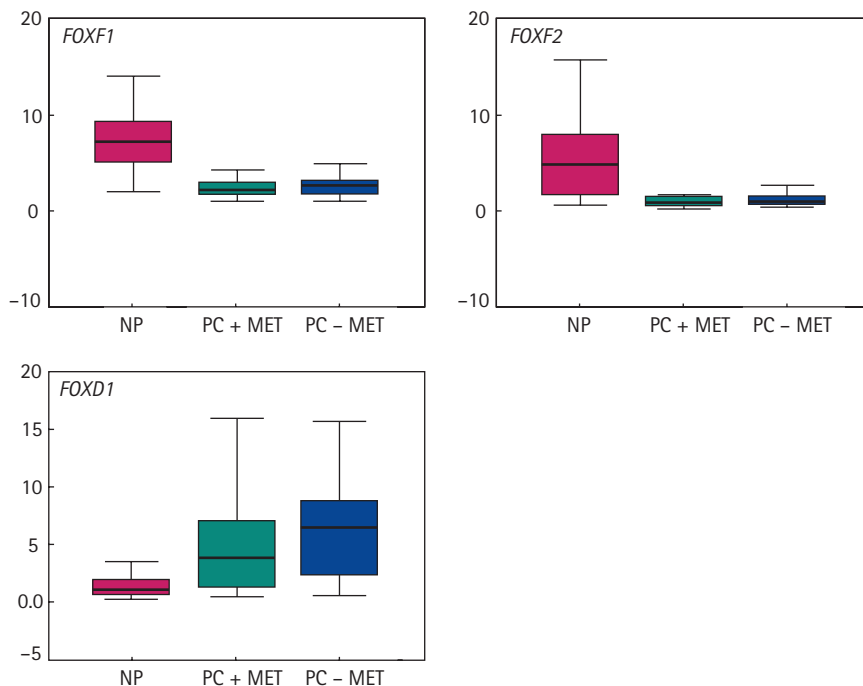 FOXF1
20
10
0
–10
NP PC + MET PC – MET
FOXF2
20
10
0
–10
NP PC + MET PC – MET
FOXD1
20
15
10
5
0.0
–5
NP PC + MET PC – MET